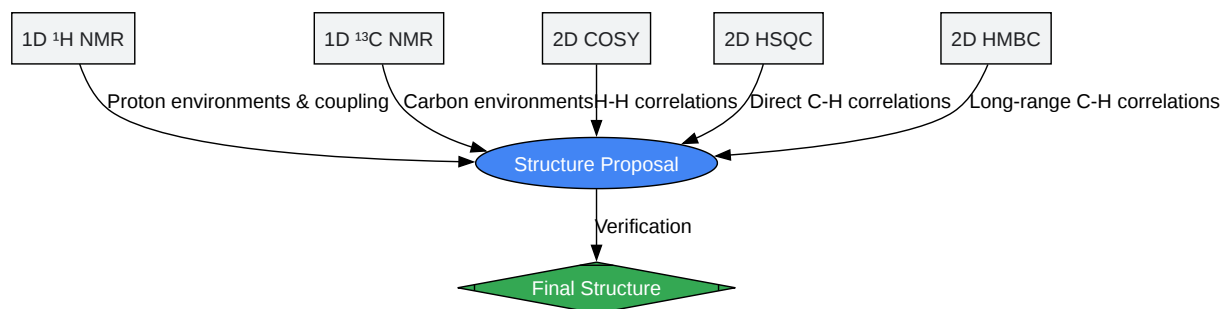 1D ¹H NMR
1D ¹³C NMR
2D COSY
2D HSQC
2D HMBC
Proton environments & coupling
Carbon environments
H-H correlations
Direct C-H correlations
Long-range C-H correlations
Structure Proposal
Verification
Final Structure